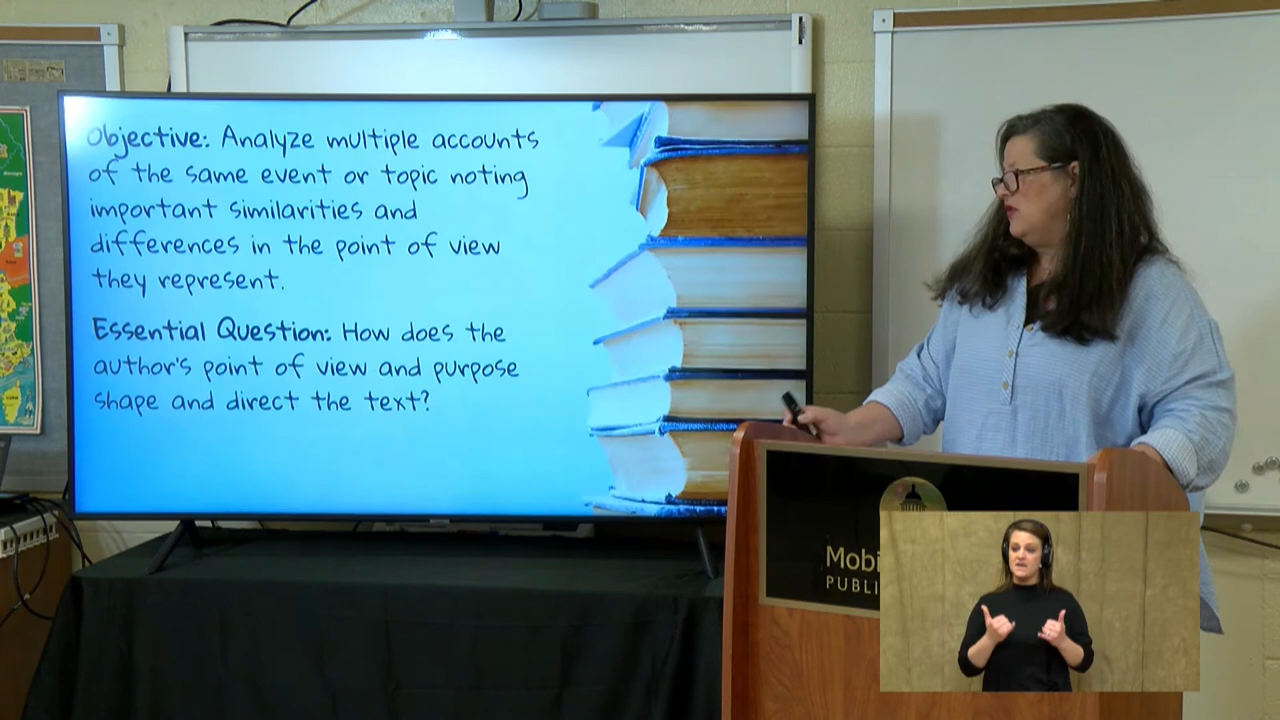 Objective: Analyze multiple accounts
of the same event or topic noting
important similarities and
differences in the point of view
they represent.
Essential Question: How does the
author's point of view and purpose
shape and direct the text?
Mobi
PUBLI